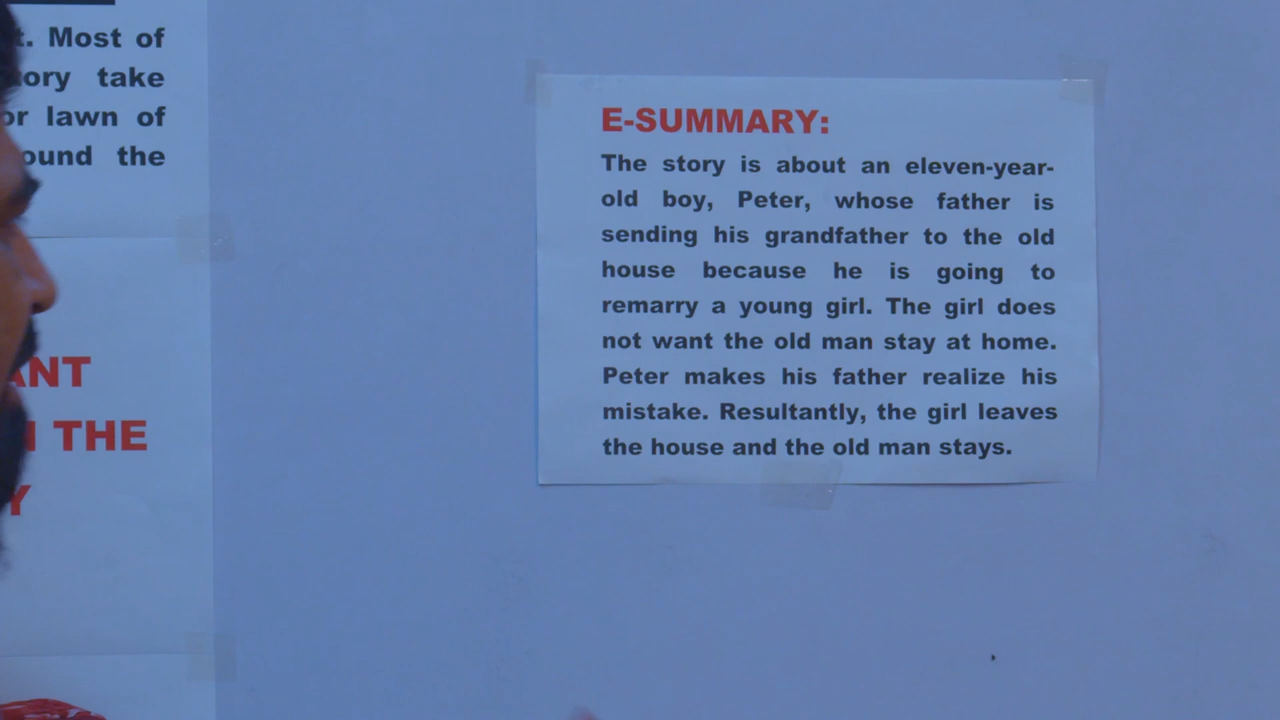 t. Most of
ory take
or lawn of
ound the
ANT
THE
Y
E-SUMMARY:
The story is about an eleven-year-
old boy, Peter, whose father is
sending his grandfather to the old
house because he is going to
remarry a young girl. The girl does
not want the old man stay at home.
Peter makes his father realize his
mistake. Resultantly, the girl leaves
the house and the old man stays.